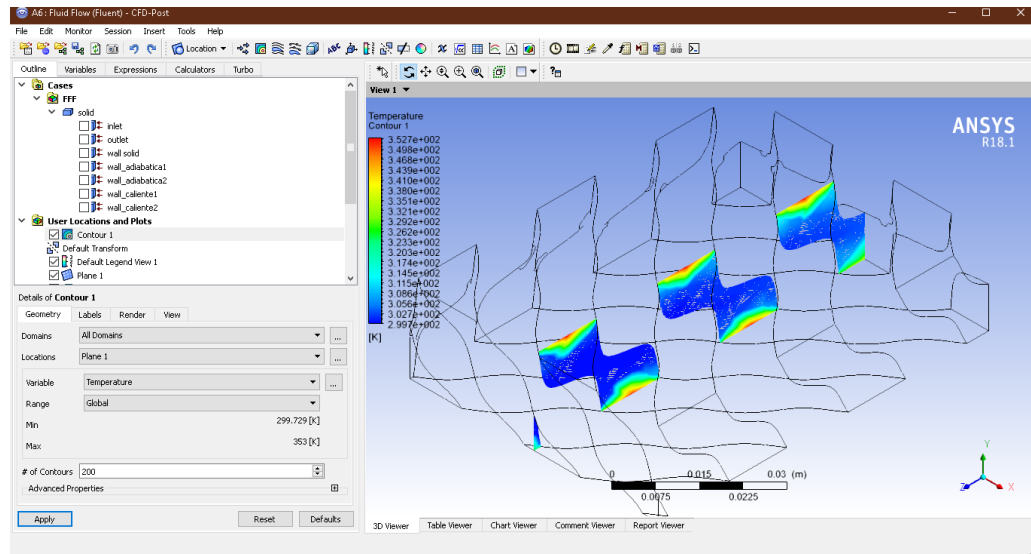 A6 : Fluid Flow (Fluent) - CFD-Post
File Edit Monitor Session Insert Tools Help
Location
Outline Variables Expressions Calculators Turbo
Cases
FFF
solid
inlet
outlet
wall solid
wall_adiabatica1
wall_adiabatica2
wall_caliente1
wall_caliente2
User Locations and Plots
Contour 1
Default Transform
Default Legend View 1
Plane 1
Details of Contour 1
Geometry Labels Render View
Domains All Domains ...
Locations Plane 1 ...
Variable Temperature ...
Range Global
Min 299.729 [K]
Max 353 [K]
# of Contours 200
Advanced Properties
Apply Reset Defaults
View 1
Temperature
Contour 1
3.527e+002
3.498e+002
3.468e+002
3.439e+002
3.410e+002
3.380e+002
3.351e+002
3.321e+002
3.292e+002
3.262e+002
3.233e+002
3.203e+002
3.174e+002
3.145e+002
3.115e+002
3.086e+002
3.056e+002
3.027e+002
2.997e+002
[K]
ANSYS
R18.1
0 0.015 0.03 (m)
0.0075 0.0225
Y
Z X
3D Viewer Table Viewer Chart Viewer Comment Viewer Report Viewer